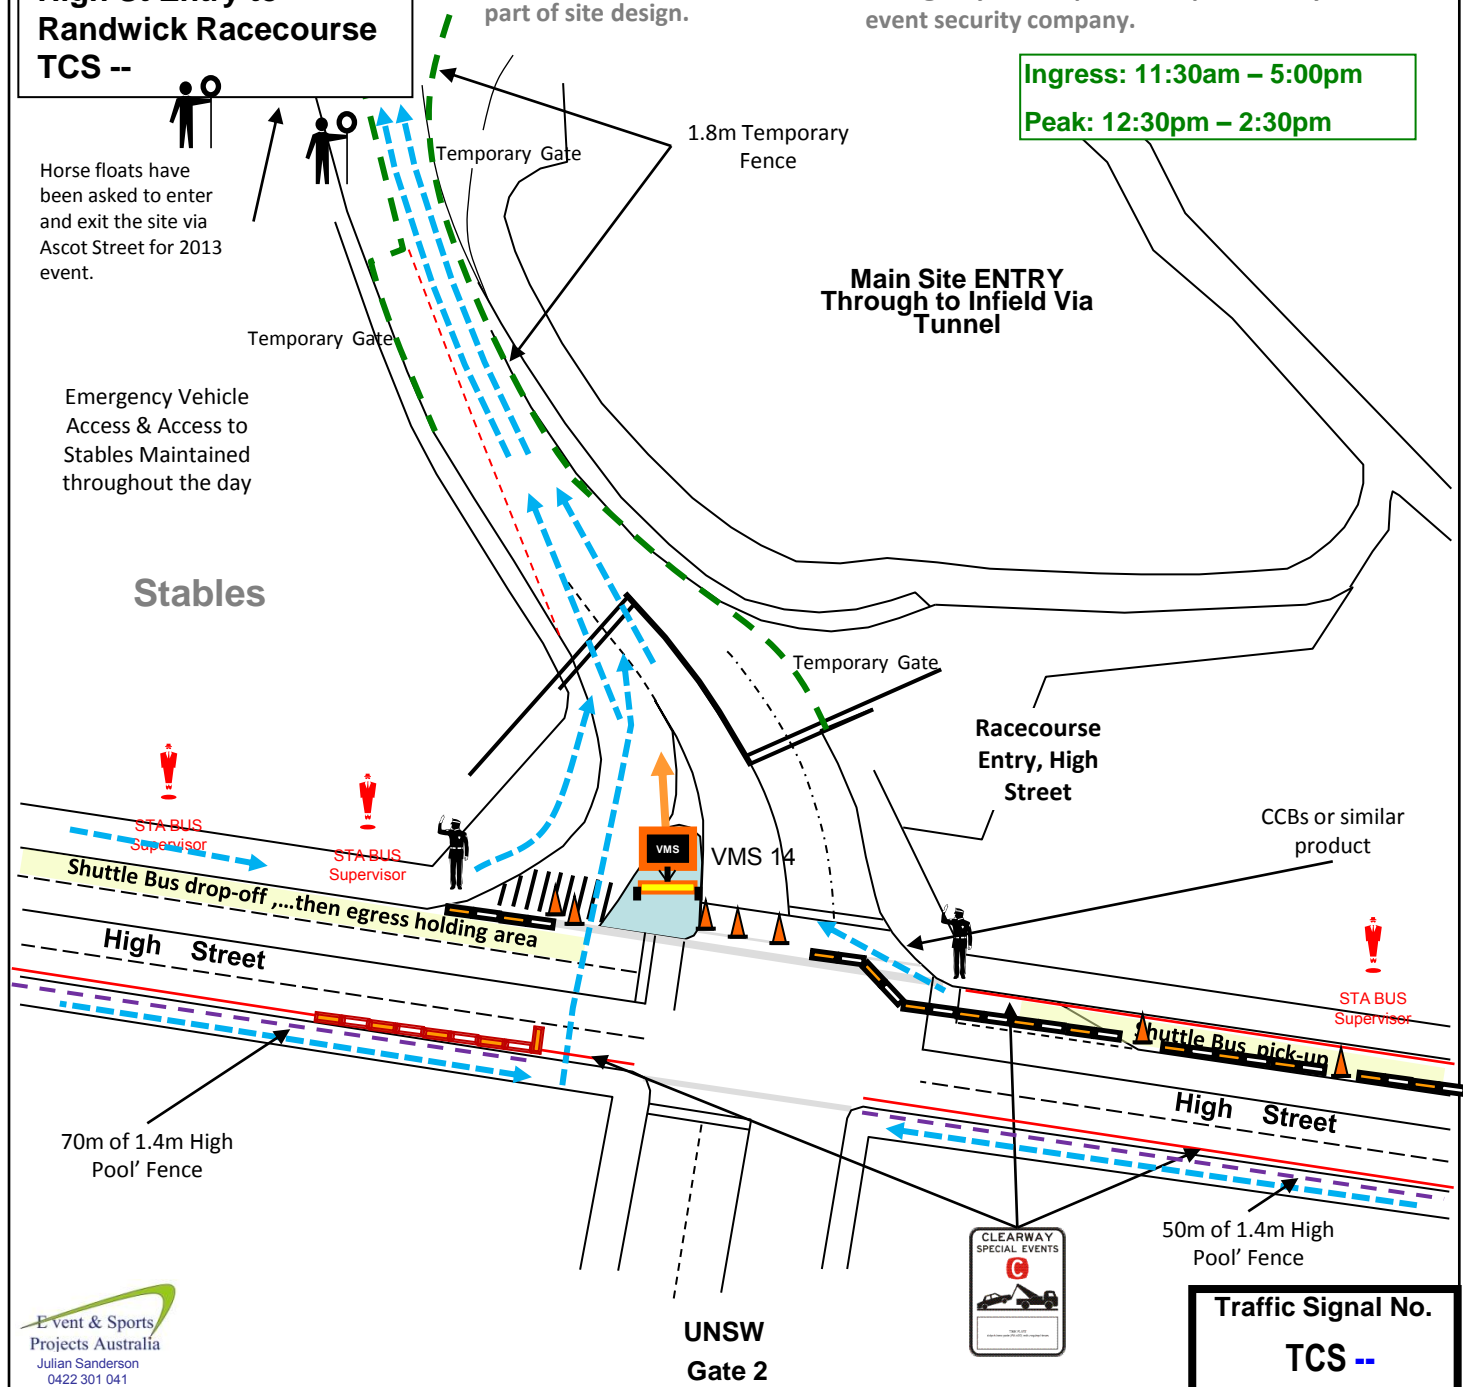 Randwick Racecourse
TCS --
part of site design.
event security company.
Ingress: 11:30am – 5:00pm
Peak: 12:30pm – 2:30pm
1.8m Temporary
Fence
Temporary Gate
Horse floats have
been asked to enter
and exit the site via
Ascot Street for 2013
event.
Main Site ENTRY
Through to Infield Via
Tunnel
Temporary Gate
Emergency Vehicle
Access & Access to
Stables Maintained
throughout the day
Stables
Temporary Gate
Racecourse
Entry, High
Street
CCBs or similar
product
STA BUS
Supervisor
STA BUS
Supervisor
VMS
VMS 14
Shuttle Bus drop-off ,...then egress holding area
High Street
STA BUS
Supervisor
Shuttle Bus pick-up
High Street
70m of 1.4m High
Pool' Fence
50m of 1.4m High
Pool' Fence
CLEARWAY
SPECIAL EVENTS
C
Event & Sports
Projects Australia
Julian Sanderson
0422 301 041
UNSW
Gate 2
Traffic Signal No.
TCS --